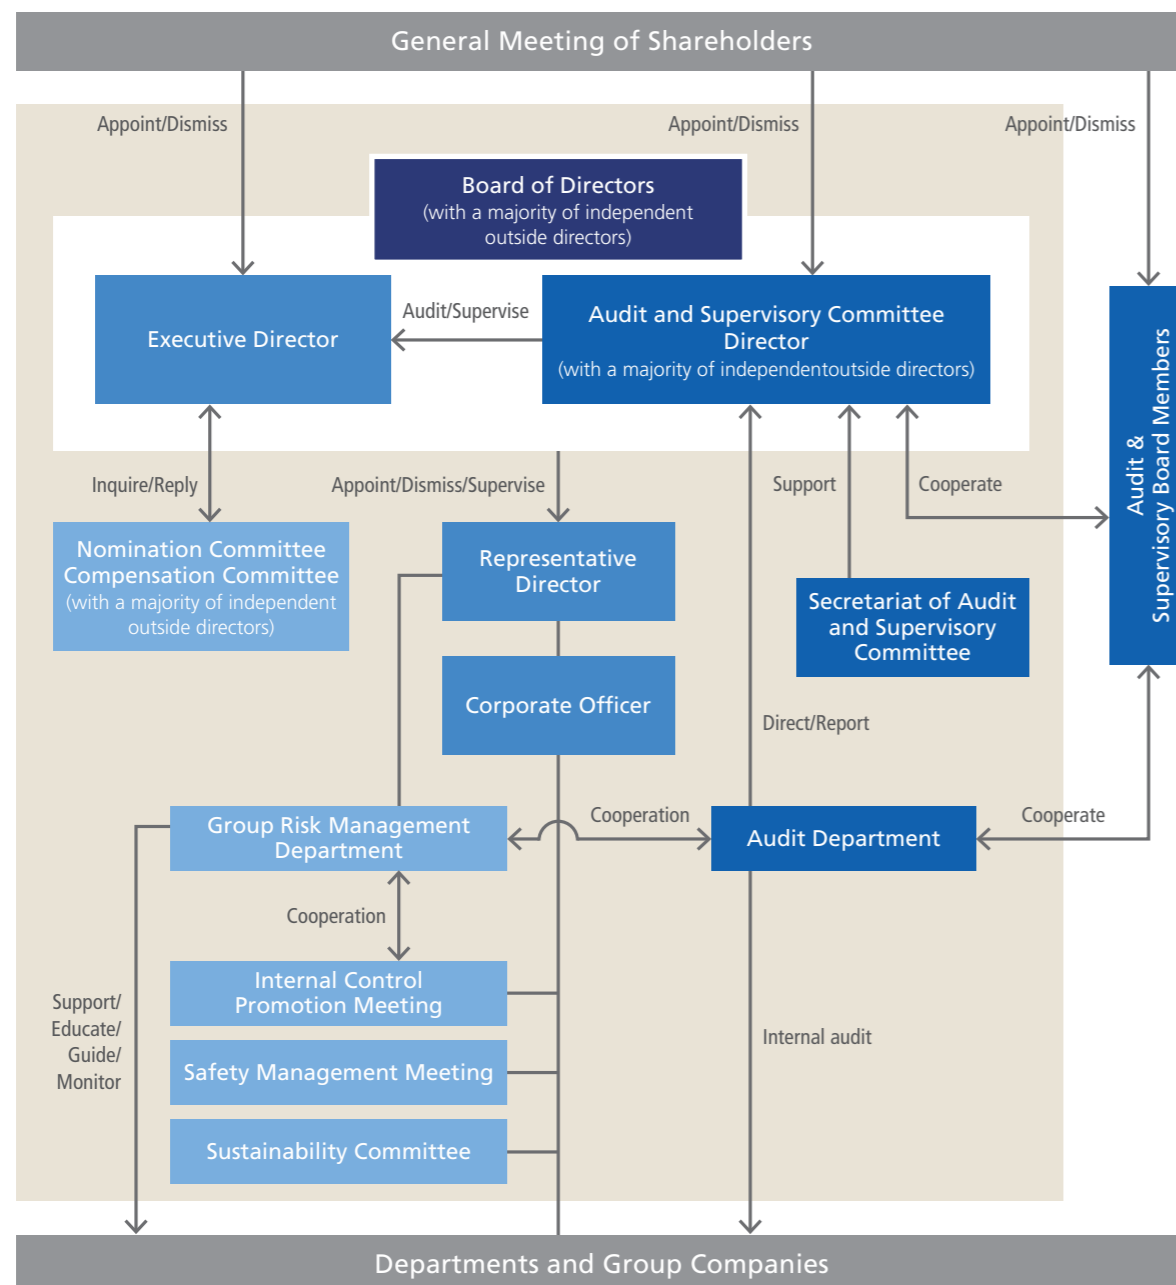 General Meeting of Shareholders
Appoint/Dismiss
Appoint/Dismiss
Appoint/Dismiss
Board of Directors
(with a majority of independent
outside directors)
Executive Director
Audit/Supervise
Audit and Supervisory Committee
Director
(with a majority of independentoutside directors)
Audit &
Supervisory Board Members
Inquire/Reply
Appoint/Dismiss/Supervise
Support
Cooperate
Nomination Committee
Compensation Committee
(with a majority of independent
outside directors)
Representative
Director
Secretariat of Audit
and Supervisory
Committee
Corporate Officer
Direct/Report
Group Risk Management
Department
Cooperation
Audit Department
Cooperate
Cooperation
Internal Control
Promotion Meeting
Support/
Educate/
Guide/
Monitor
Internal audit
Safety Management Meeting
Sustainability Committee
Departments and Group Companies